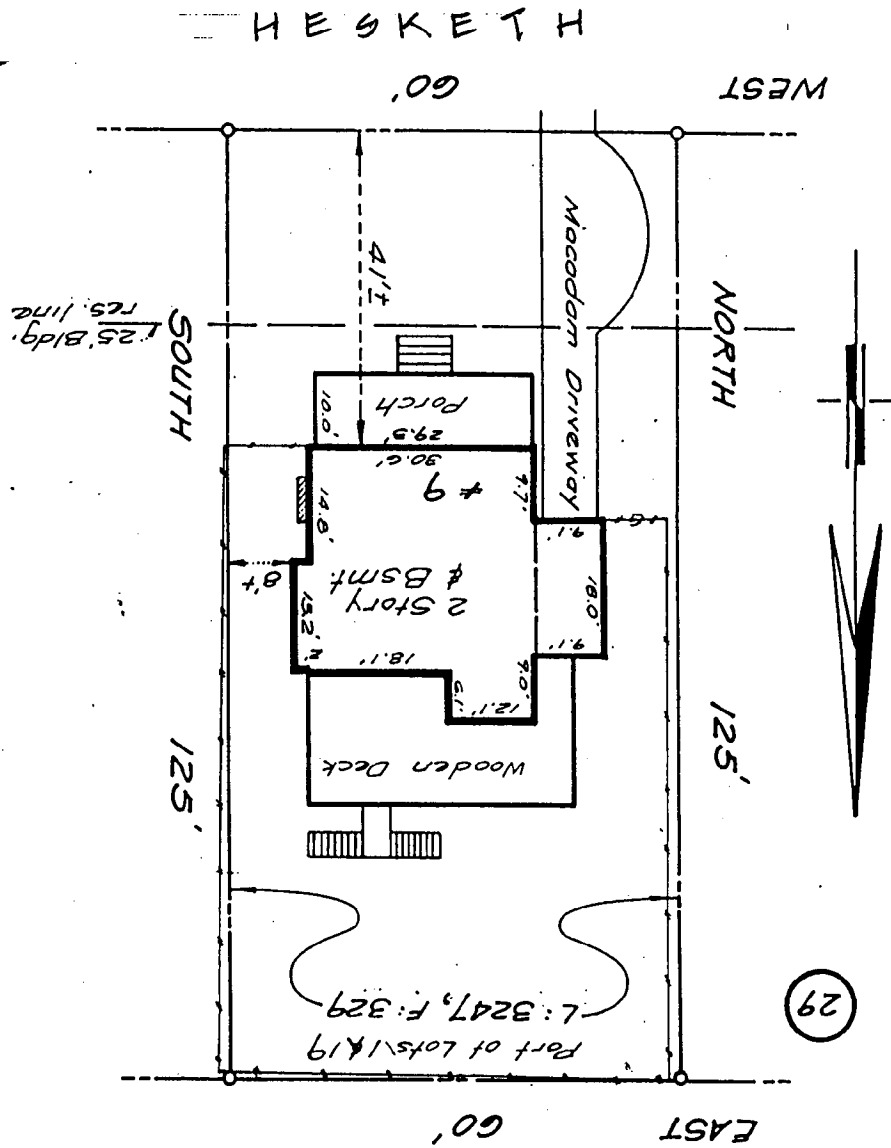 EAST 60'
Part of Lots 1 & 19
L: 3247, F: 329
29
125'
125'
Wooden Deck
12.1'
6.1'
18.1'
2'
9.0'
9.1'
15.2'
2 Story
& Bsmt
18.0'
8'±
9.1'
14.8'
# 9
9.7'
30.6'
29.5'
Porch
10.0'
NORTH
SOUTH
Macadam Driveway
25' Bldg.
res. line
41'±
WEST 60'
HESKETH